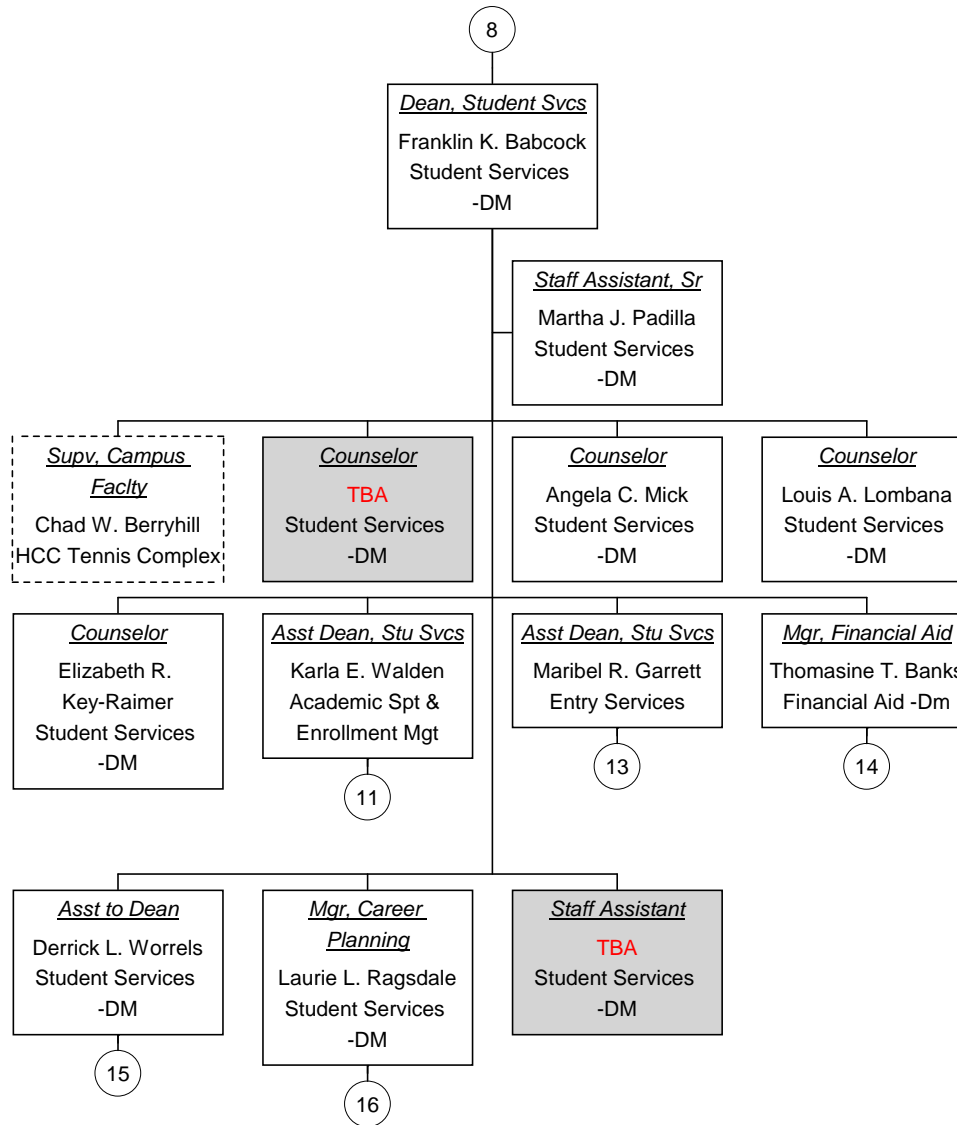 8
Dean, Student Svcs
Franklin K. Babcock
Student Services
-DM
Staff Assistant, Sr
Martha J. Padilla
Student Services
-DM
Supv, Campus
Faclty
Chad W. Berryhill
HCC Tennis Complex
Counselor
TBA
Student Services
-DM
Counselor
Angela C. Mick
Student Services
-DM
Counselor
Louis A. Lombana
Student Services
-DM
Counselor
Elizabeth R.
Key-Raimer
Student Services
-DM
Asst Dean, Stu Svcs
Karla E. Walden
Academic Spt &
Enrollment Mgt
11
Asst Dean, Stu Svcs
Maribel R. Garrett
Entry Services
13
Mgr, Financial Aid
Thomasine T. Banks
Financial Aid -Dm
14
Asst to Dean
Derrick L. Worrels
Student Services
-DM
15
Mgr, Career
Planning
Laurie L. Ragsdale
Student Services
-DM
16
Staff Assistant
TBA
Student Services
-DM